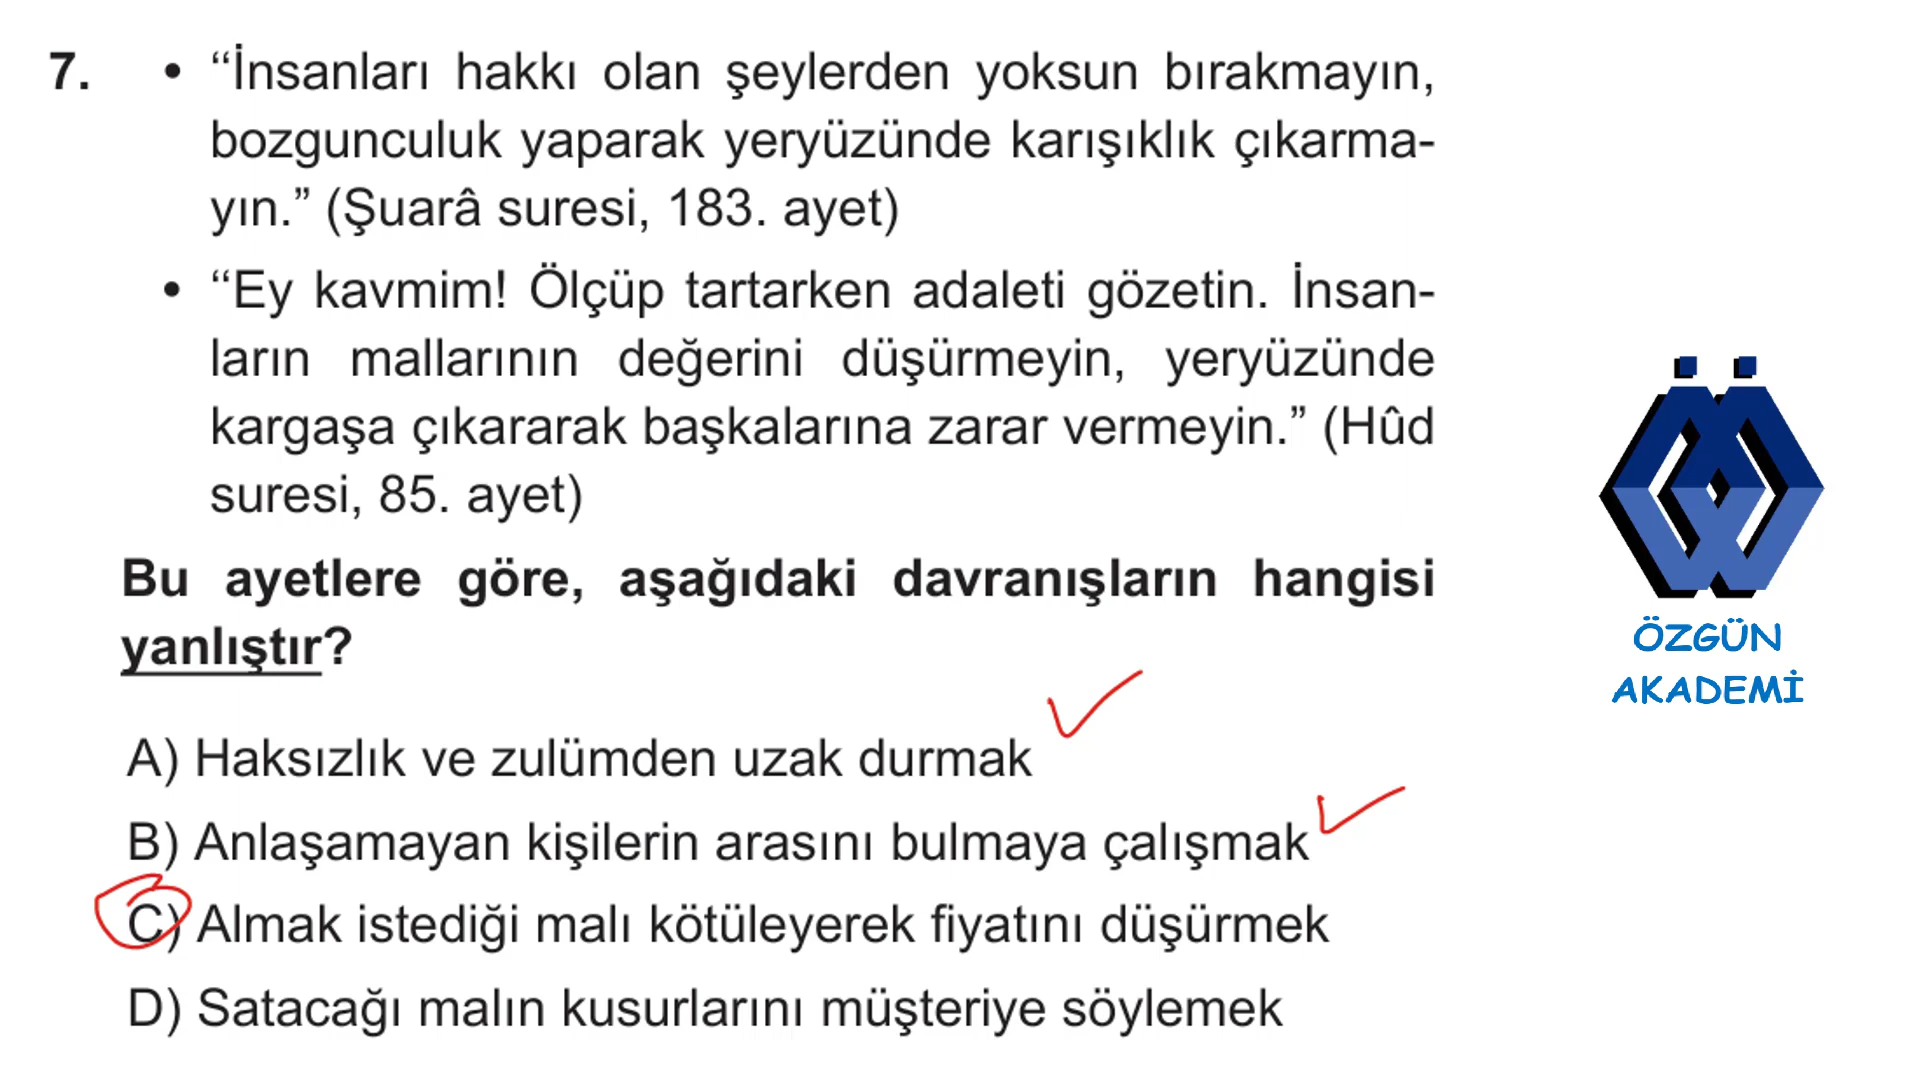 7. • “İnsanları hakkı olan şeylerden yoksun bırakmayın,
bozgunculuk yaparak yeryüzünde karışıklık çıkarma-
yın.” (Şuarâ suresi, 183. ayet)
• “Ey kavmim! Ölçüp tartarken adaleti gözetin. İnsan-
ların mallarının değerini düşürmeyin, yeryüzünde
kargaşa çıkararak başkalarına zarar vermeyin.” (Hûd
suresi, 85. ayet)
Bu ayetlere göre, aşağıdaki davranışların hangisi
yanlıştır?
A) Haksızlık ve zulümden uzak durmak
B) Anlaşamayan kişilerin arasını bulmaya çalışmak
C) Almak istediği malı kötüleyerek fiyatını düşürmek
D) Satacağı malın kusurlarını müşteriye söylemek
ÖZGÜN
AKADEMİ